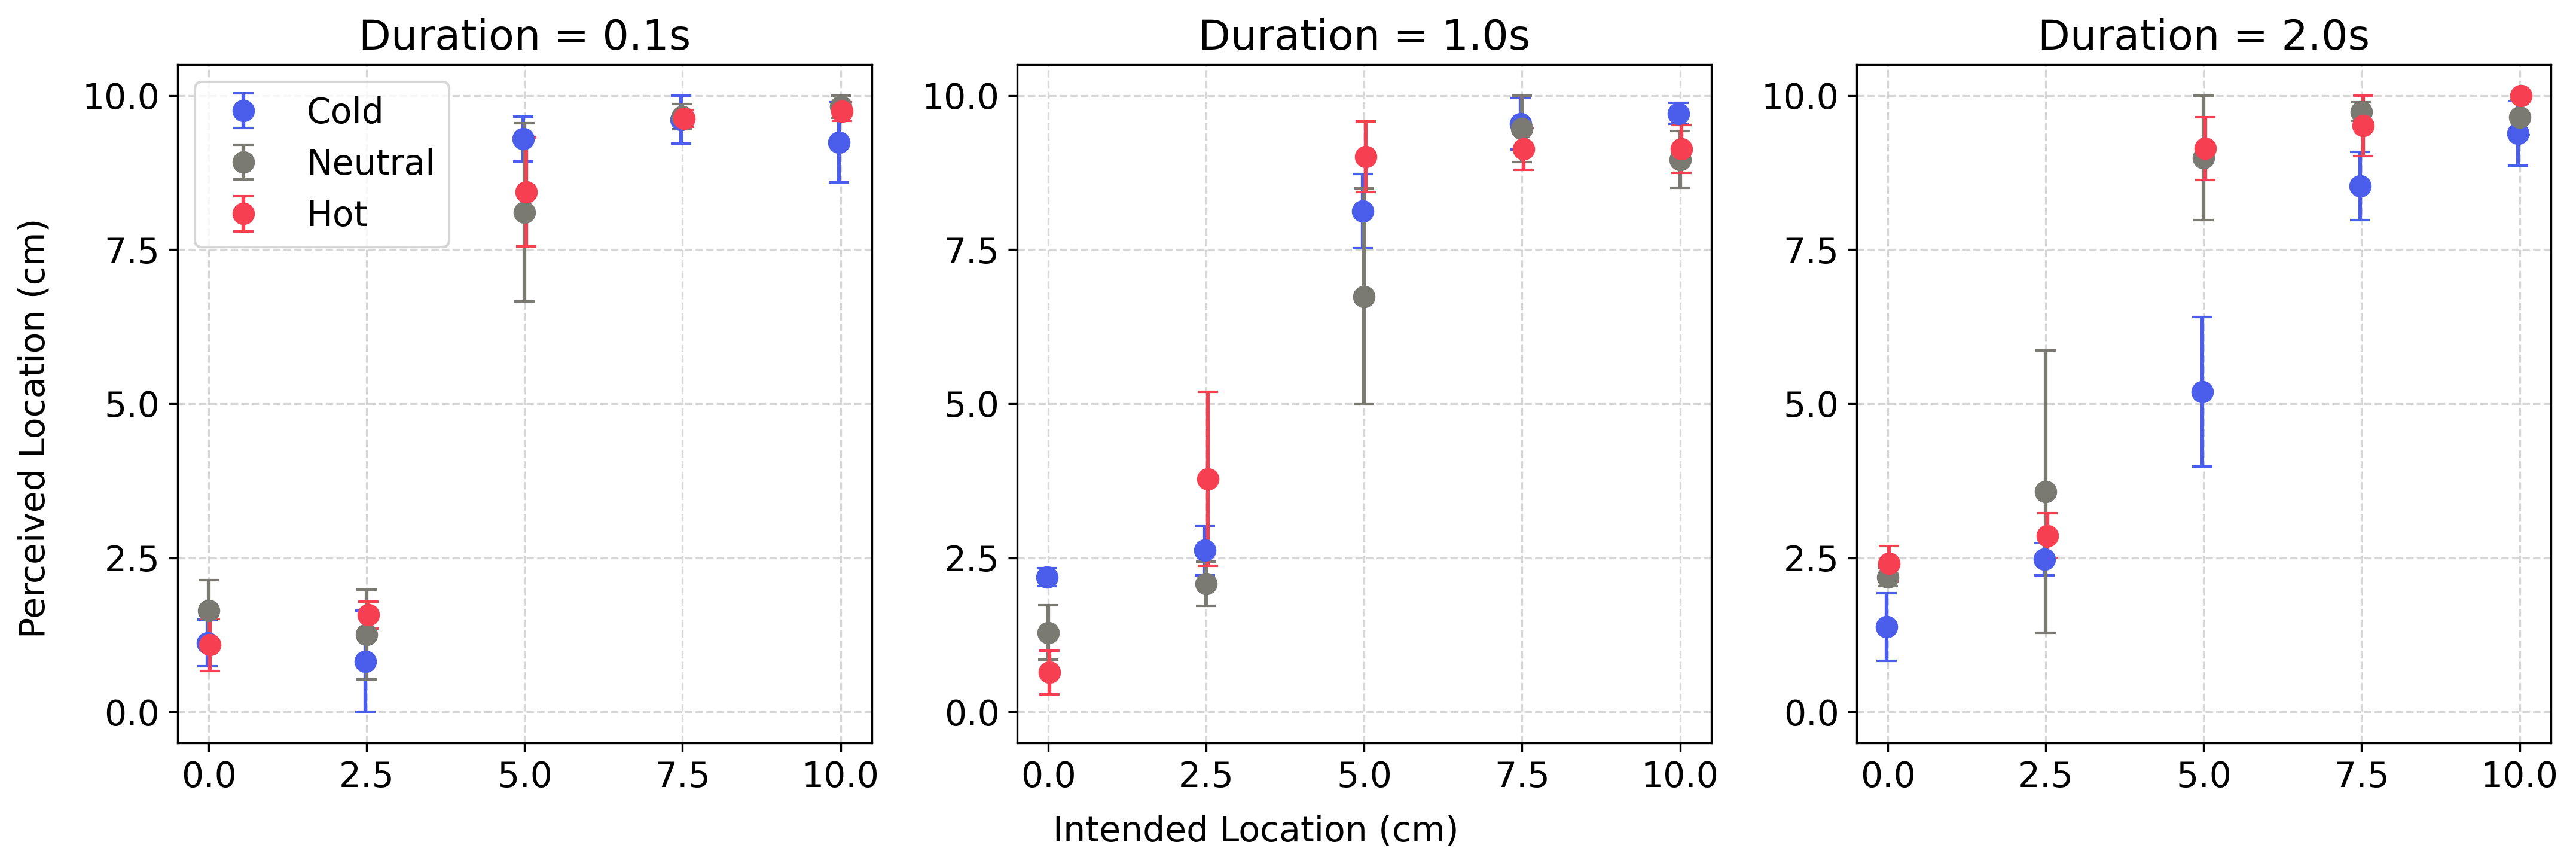 Duration = 0.1s
Duration = 1.0s
Duration = 2.0s
Cold
Neutral
Hot
Perceived Location (cm)
10.0
7.5
5.0
2.5
0.0
10.0
7.5
5.0
2.5
0.0
10.0
7.5
5.0
2.5
0.0
0.0 2.5 5.0 7.5 10.0
0.0 2.5 5.0 7.5 10.0
0.0 2.5 5.0 7.5 10.0
Intended Location (cm)